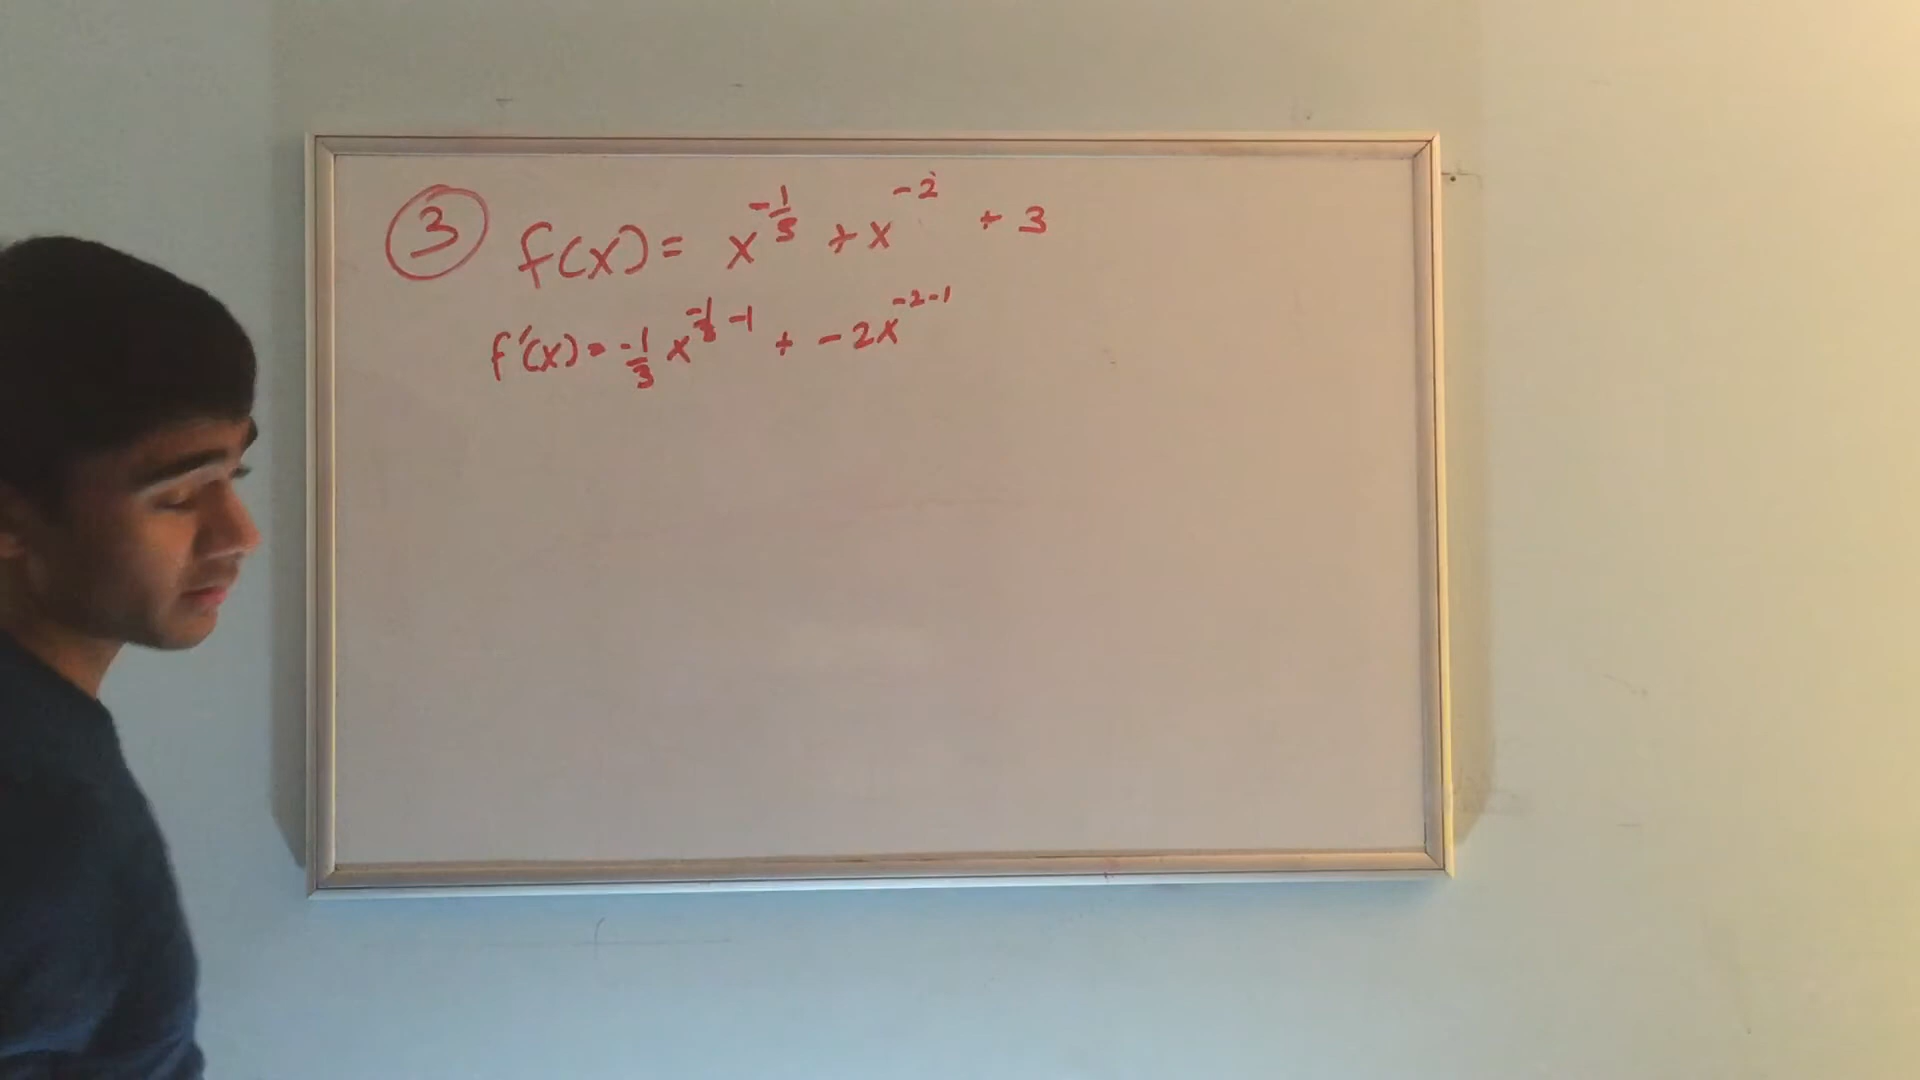 ③ f(x) = x^{-1/3} + x^{-2} + 3
f'(x) = -1/3 x^{-1/3 - 1} + -2x^{-2-1}